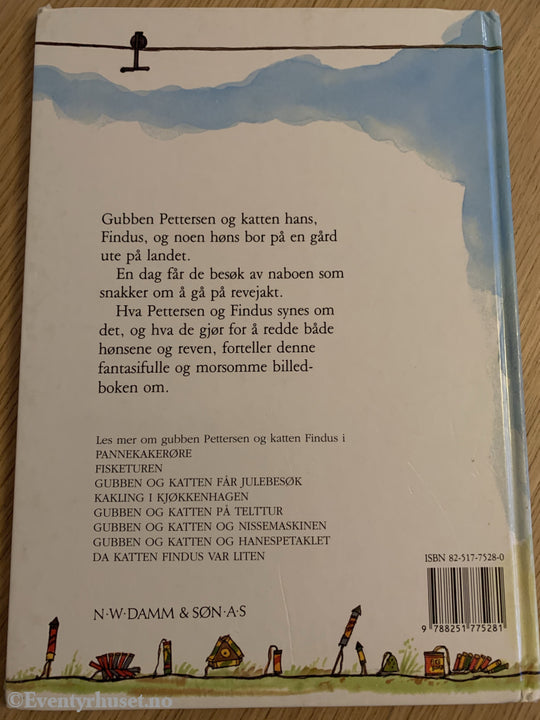 Gubben Pettersen og katten hans,
Findus, og noen høns bor på en gård
ute på landet.
En dag får de besøk av naboen som
snakker om å gå på revejakt.
Hva Pettersen og Findus synes om
det, og hva de gjør for å redde både
hønsene og reven, forteller denne
fantasifulle og morsomme billed-
boken om.
Les mer om gubben Pettersen og katten Findus i
PANNEKAKERØRE
FISKETUREN
GUBBEN OG KATTEN FÅR JULEBESØK
KAKLING I KJØKKENHAGEN
GUBBEN OG KATTEN PÅ TELTTUR
GUBBEN OG KATTEN OG NISSEMASKINEN
GUBBEN OG KATTEN OG HANESPETAKLET
DA KATTEN FINDUS VAR LITEN
ISBN 82-517-7528-0
9 788251 775281
N·W·DAMM & SØN·A·S
©Eventyrhuset.no